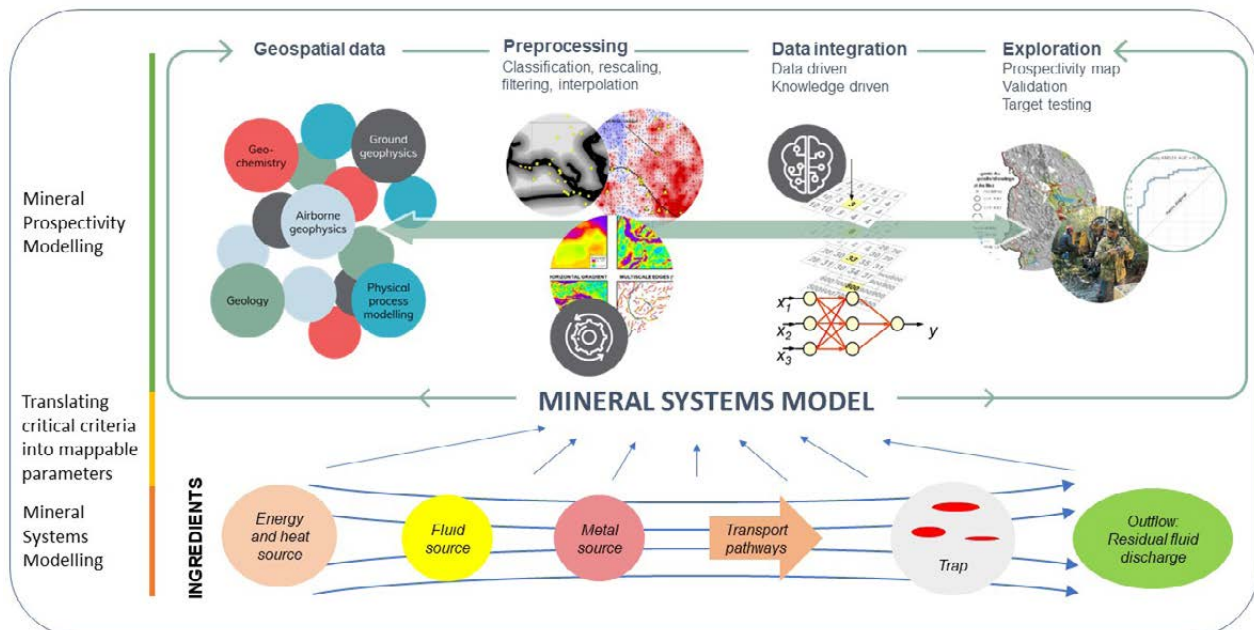 Geospatial data
Preprocessing
Classification, rescaling,
filtering, interpolation
Data integration
Data driven
Knowledge driven
Exploration
Prospectivity map
Validation
Target testing
Mineral
Prospectivity
Modelling
Geo-
chemistry
Ground
geophysics
Airborne
geophysics
Geology
Physical
process
modelling
HORIZONTAL GRADIENT
MULTISCALE EDGES
x1
x2
x3
y
MINERAL SYSTEMS MODEL
Translating
critical criteria
into mappable
parameters
Mineral
Systems
Modelling
INGREDIENTS
Energy
and heat
source
Fluid
source
Metal
source
Transport
pathways
Trap
Outflow:
Residual fluid
discharge